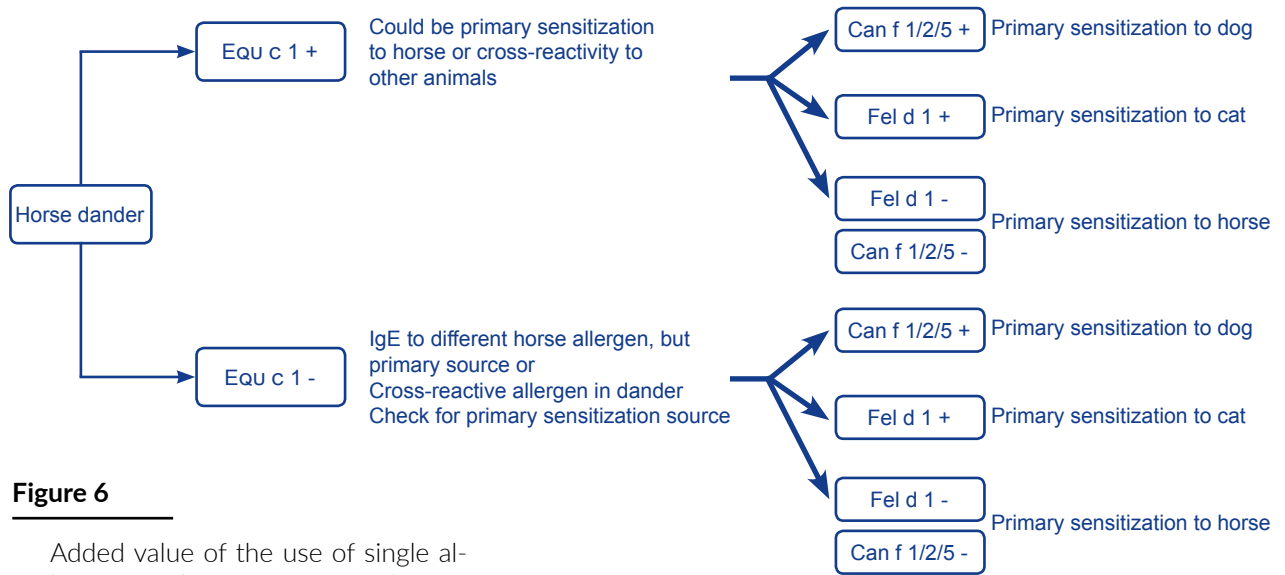 Horse dander
Equ c 1 +
Could be primary sensitization
to horse or cross-reactivity to
other animals
Can f 1/2/5 +
Primary sensitization to dog
Fel d 1 +
Primary sensitization to cat
Fel d 1 -
Can f 1/2/5 -
Primary sensitization to horse
Equ c 1 -
IgE to different horse allergen, but
primary source or
Cross-reactive allergen in dander
Check for primary sensitization source
Can f 1/2/5 +
Primary sensitization to dog
Fel d 1 +
Primary sensitization to cat
Fel d 1 -
Can f 1/2/5 -
Primary sensitization to horse
Figure 6
Added value of the use of single al-